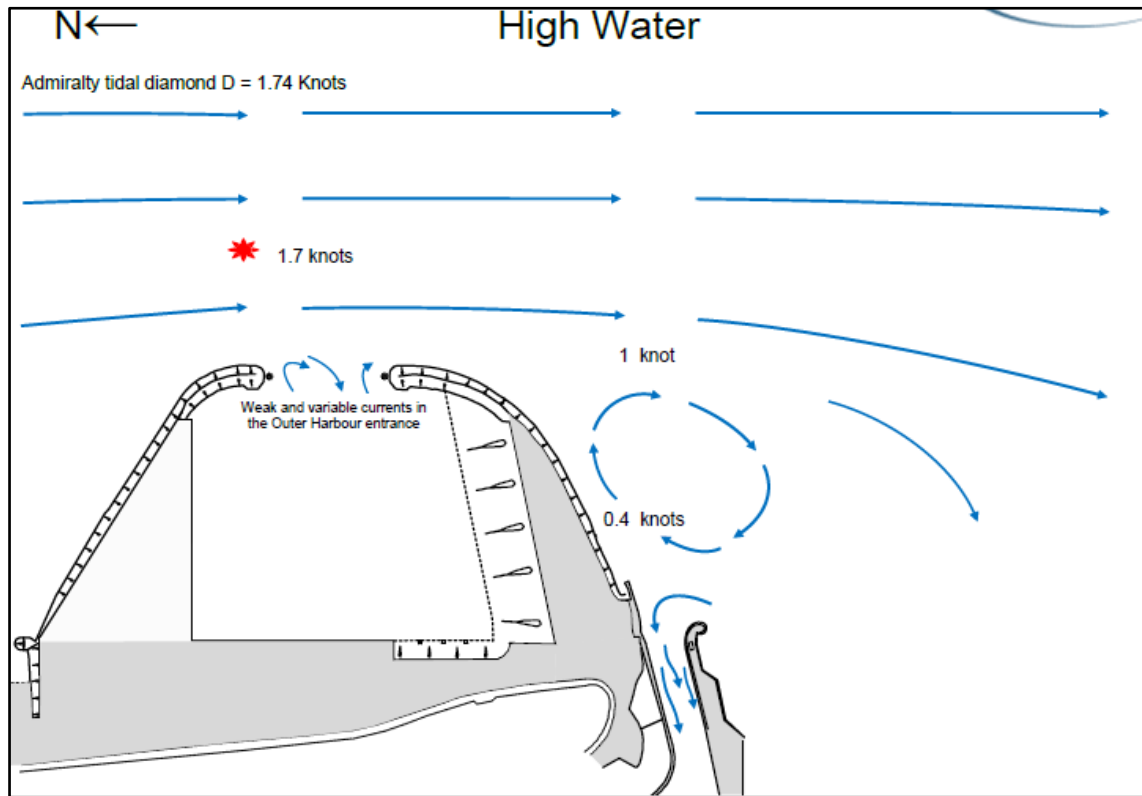 N←
High Water
Admiralty tidal diamond D = 1.74 Knots
1.7 knots
1 knot
Weak and variable currents in
the Outer Harbour entrance
0.4 knots